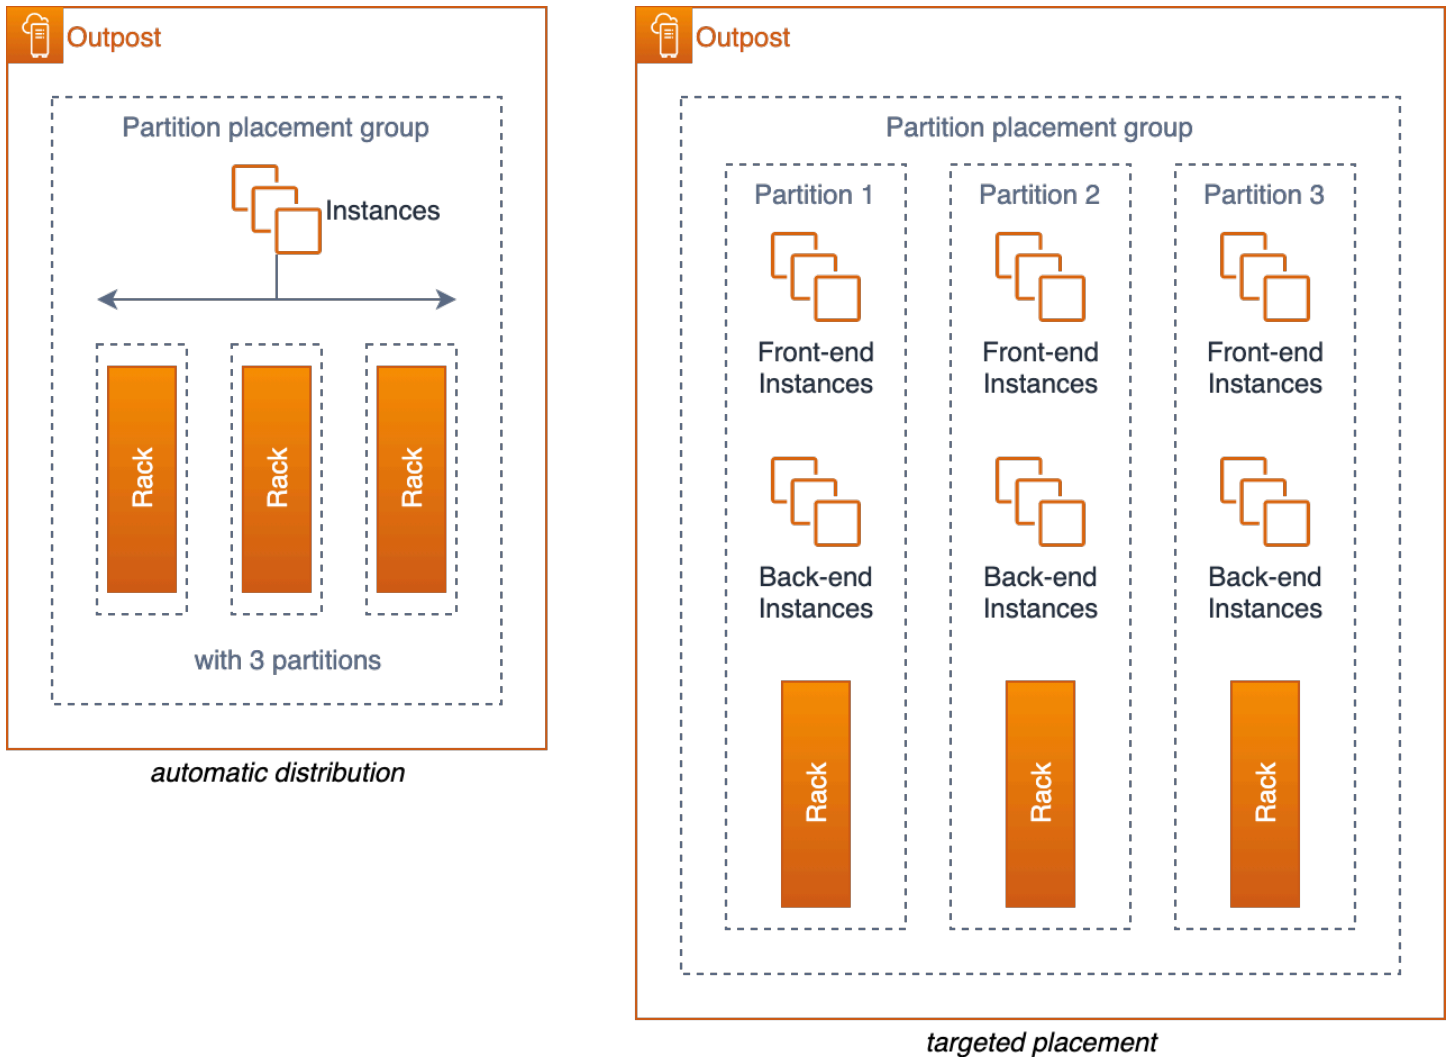 Outpost
Partition placement group
Instances
Rack
Rack
Rack
with 3 partitions
automatic distribution
Outpost
Partition placement group
Partition 1
Front-end
Instances
Back-end
Instances
Rack
Partition 2
Front-end
Instances
Back-end
Instances
Rack
Partition 3
Front-end
Instances
Back-end
Instances
Rack
targeted placement